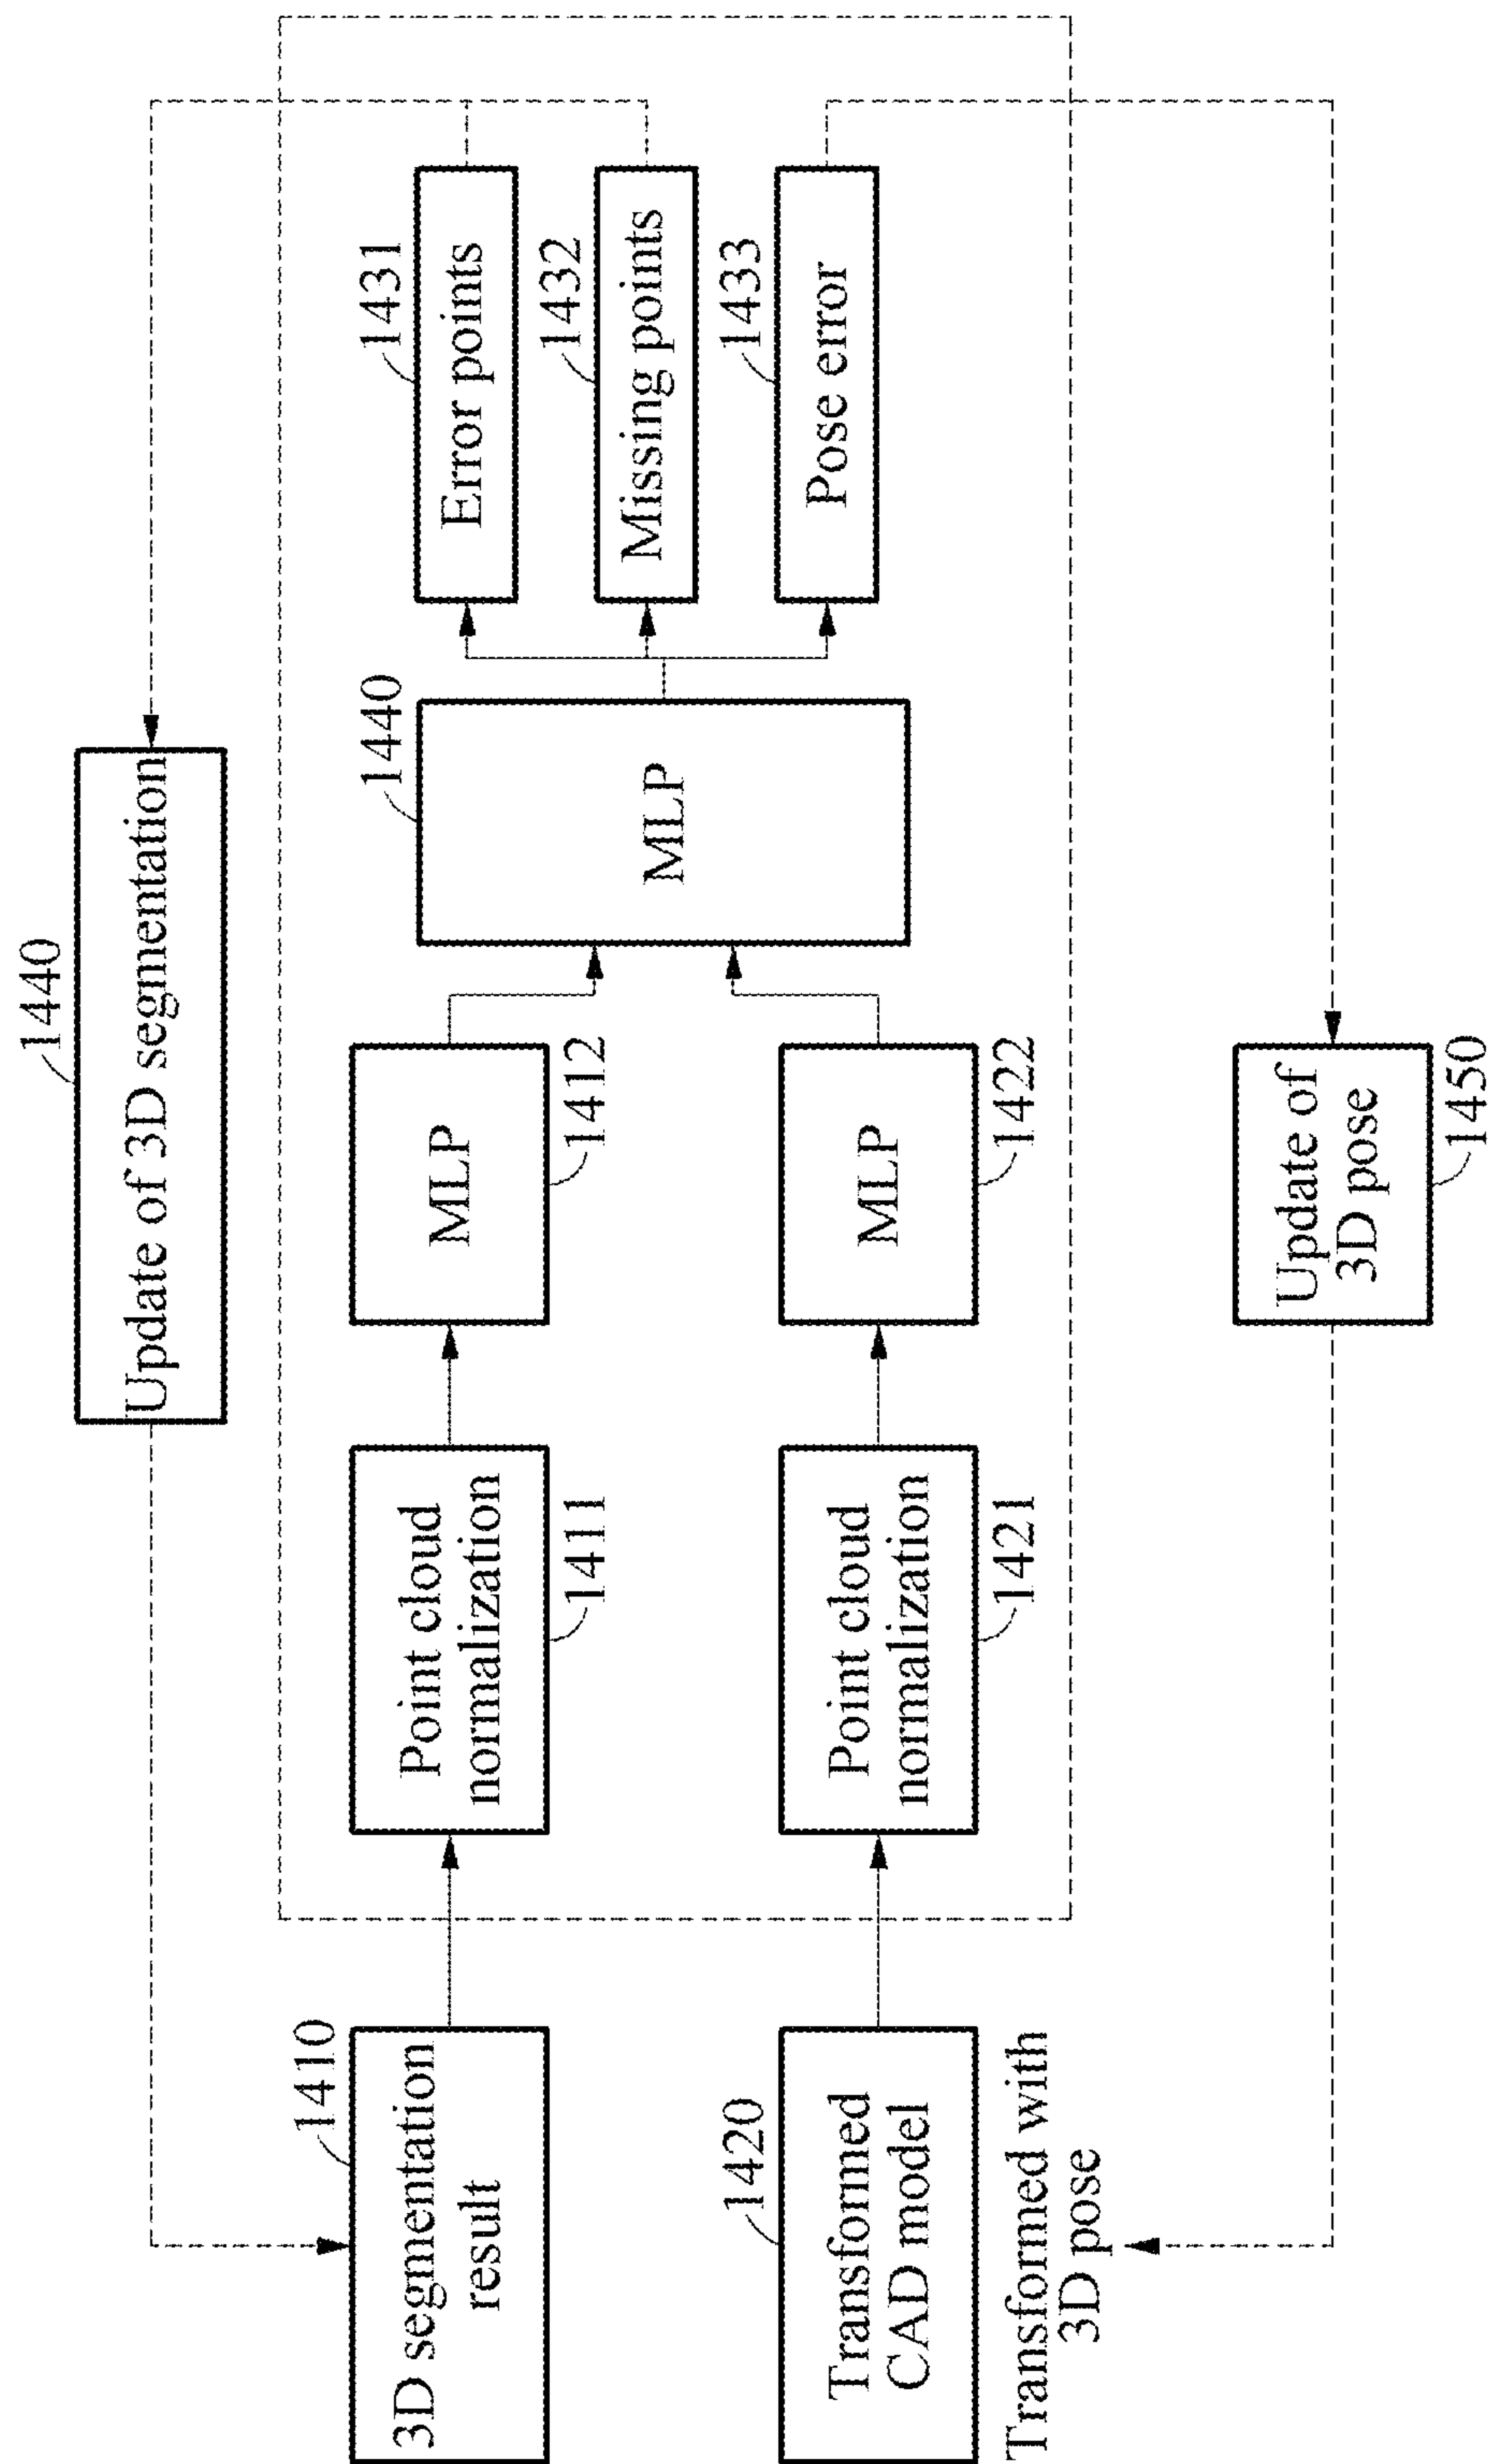 1440
Update of 3D segmentation
1410
3D segmentation
result
Point cloud
normalization
1411
MLP
1412
1440
MLP
1431
Error points
1432
Missing points
1433
Pose error
1420
Transformed
CAD model
Transformed with
3D pose
Point cloud
normalization
1421
MLP
1422
Update of
3D pose
1450